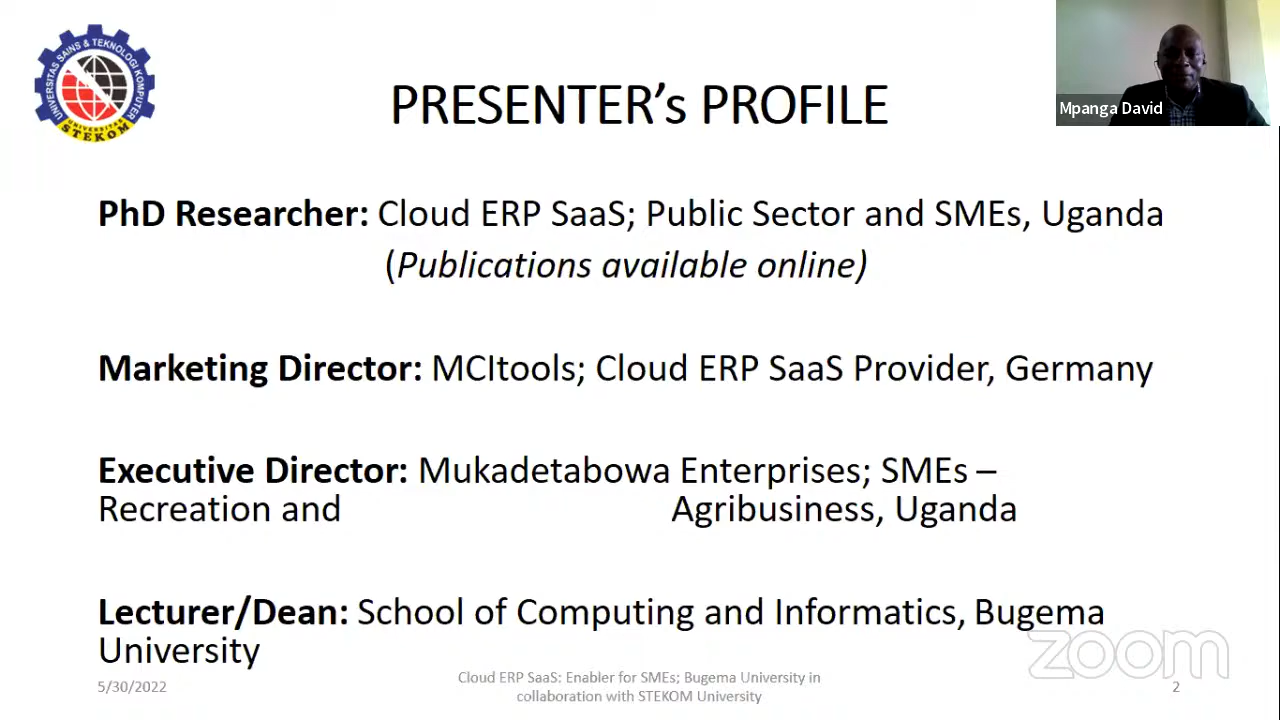 UNIVERSITAS SAINS & TEKNOLOGI KOMPUTER
UNIVERSITAS
STEKOM
PRESENTER's PROFILE
Mpanga David
PhD Researcher: Cloud ERP SaaS; Public Sector and SMEs, Uganda
(Publications available online)
Marketing Director: MCItools; Cloud ERP SaaS Provider, Germany
Executive Director: Mukadetabowa Enterprises; SMEs –
Recreation and Agribusiness, Uganda
Lecturer/Dean: School of Computing and Informatics, Bugema
University
zoom
5/30/2022
Cloud ERP SaaS: Enabler for SMEs; Bugema University in
collaboration with STEKOM University
2